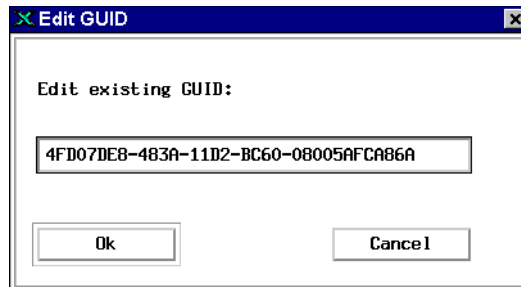 Edit GUID
Edit existing GUID:
4FD07DE8-483A-11D2-BC60-08005AFCA86A
Ok
Cancel